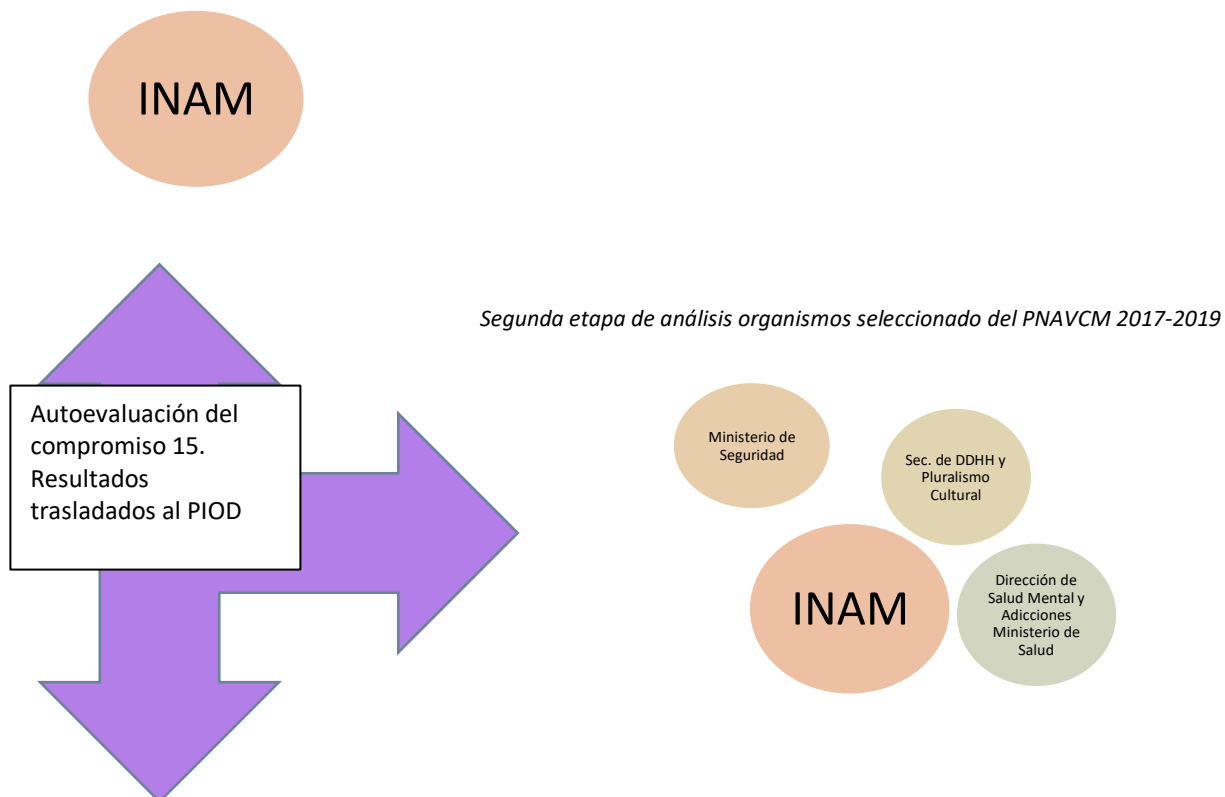 INAM
Segunda etapa de análisis organismos seleccionado del PNAVCM 2017-2019
Autoevaluación del
compromiso 15.
Resultados
trasladados al PIOD
Ministerio de
Seguridad
Sec. de DDHH y
Pluralismo
Cultural
INAM
Dirección de
Salud Mental y
Adicciones
Ministerio de
Salud